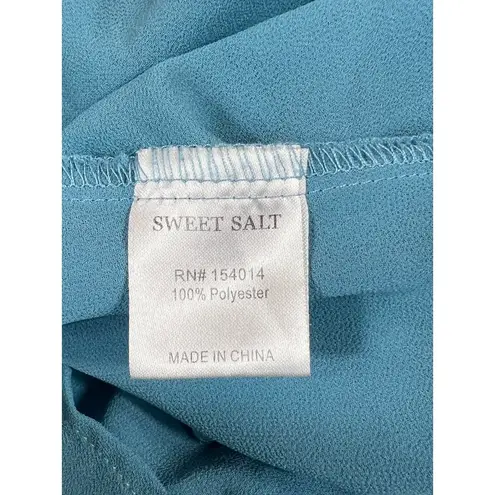 SWEET SALT
RN# 154014
100% Polyester
MADE IN CHINA